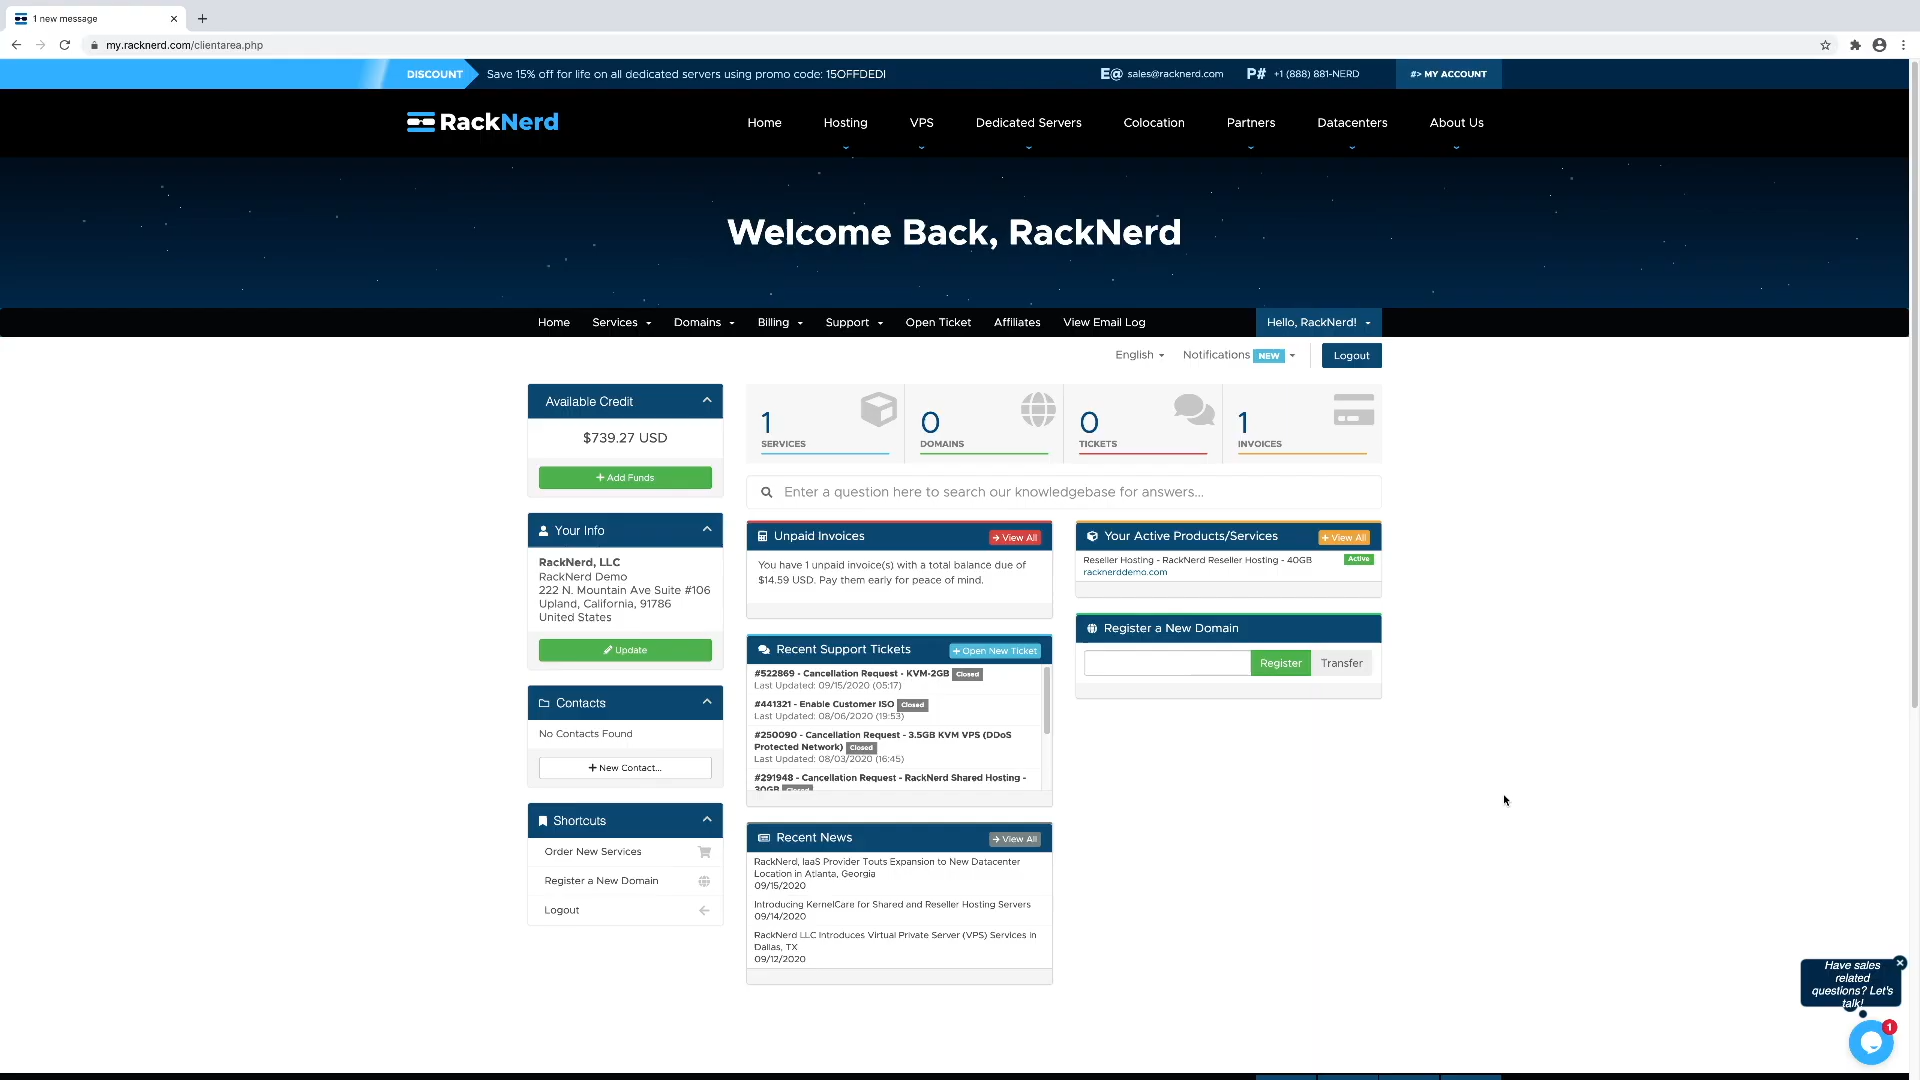 1 new message
my.racknerd.com/clientarea.php
DISCOUNT Save 15% off for life on all dedicated servers using promo code: 15OFFDEDI
E@ sales@racknerd.com P# +1 (888) 881-NERD #> MY ACCOUNT
RackNerd Home Hosting VPS Dedicated Servers Colocation Partners Datacenters About Us
Welcome Back, RackNerd
Home Services Domains Billing Support Open Ticket Affiliates View Email Log Hello, RackNerd!
English Notifications NEW Logout
Available Credit
$739.27 USD
+ Add Funds
Your Info
RackNerd, LLC
RackNerd Demo
222 N. Mountain Ave Suite #106
Upland, California, 91786
United States
Update
Contacts
No Contacts Found
+ New Contact...
Shortcuts
Order New Services
Register a New Domain
Logout
1
SERVICES
0
DOMAINS
0
TICKETS
1
INVOICES
Enter a question here to search our knowledgebase for answers...
Unpaid Invoices View All
You have 1 unpaid invoice(s) with a total balance due of
$14.59 USD. Pay them early for peace of mind.
Recent Support Tickets + Open New Ticket
#522869 - Cancellation Request - KVM-2GB Closed
Last Updated: 09/15/2020 (05:17)
#441321 - Enable Customer ISO Closed
Last Updated: 08/06/2020 (19:53)
#250090 - Cancellation Request - 3.5GB KVM VPS (DDoS
Protected Network) Closed
Last Updated: 08/03/2020 (16:45)
#291948 - Cancellation Request - RackNerd Shared Hosting -
30GB Closed
Recent News View All
RackNerd, IaaS Provider Touts Expansion to New Datacenter
Location in Atlanta, Georgia
09/15/2020
Introducing KernelCare for Shared and Reseller Hosting Servers
09/14/2020
RackNerd LLC Introduces Virtual Private Server (VPS) Services in
Dallas, TX
09/12/2020
Your Active Products/Services + View All
Reseller Hosting - RackNerd Reseller Hosting - 40GB Active
racknerddemo.com
Register a New Domain
Register Transfer
Have sales
related
questions? Let's
talk!
1